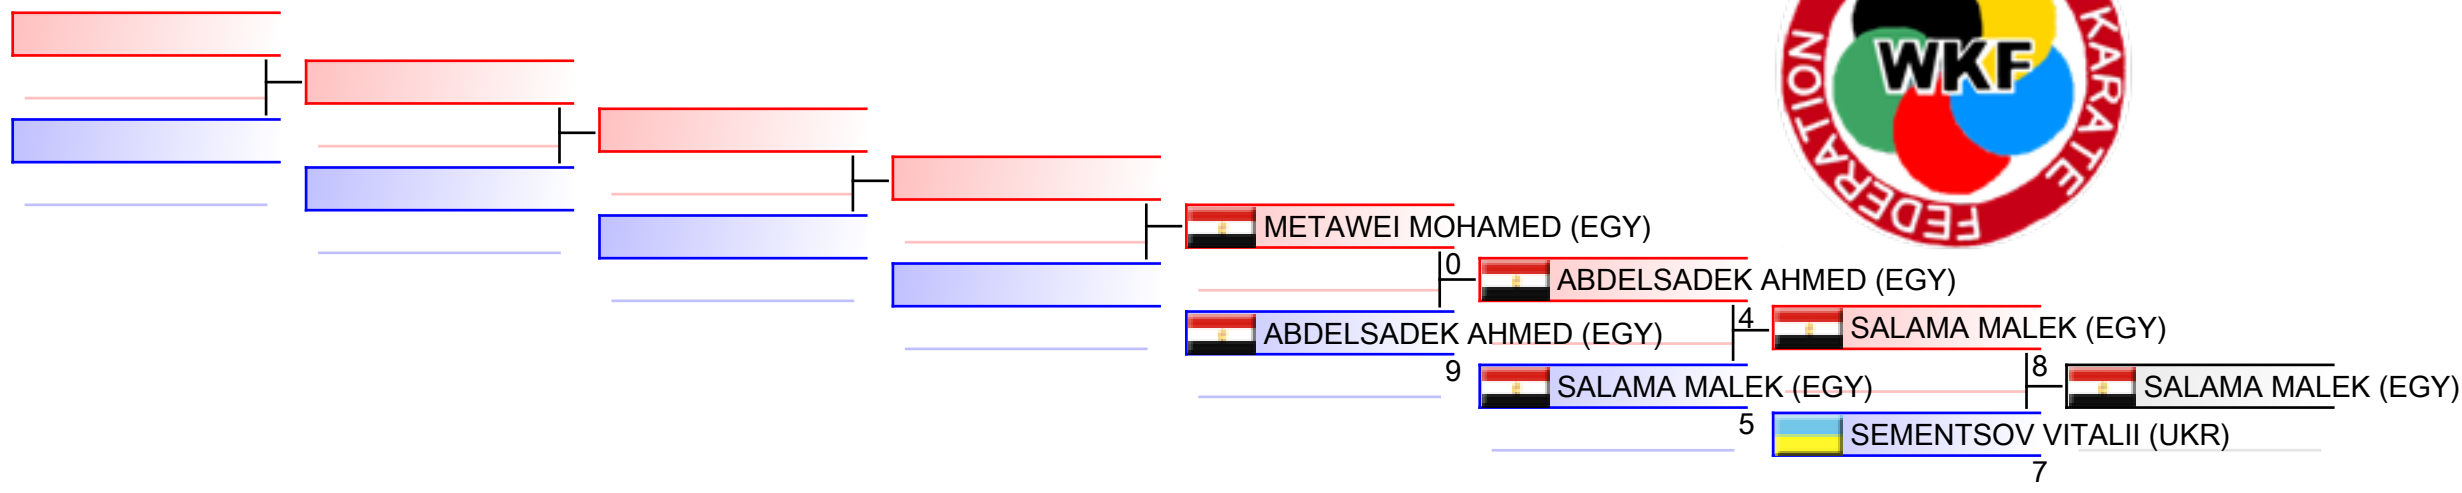 KARATE
FEDERATION
WKF
METAWEI MOHAMED (EGY)
0
ABDELSADEK AHMED (EGY)
ABDELSADEK AHMED (EGY)
4
SALAMA MALEK (EGY)
9
SALAMA MALEK (EGY)
8
SALAMA MALEK (EGY)
5
SEMENTSOV VITALII (UKR)
7